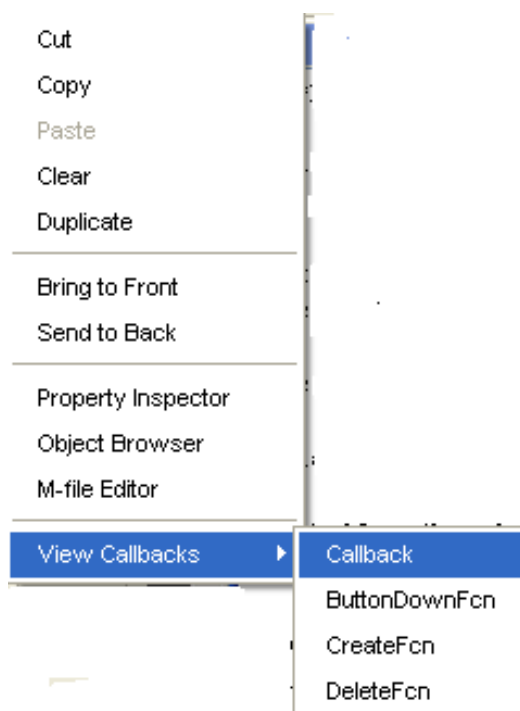 Cut
Copy
Paste
Clear
Duplicate
Bring to Front
Send to Back
Property Inspector
Object Browser
M-file Editor
View Callbacks
Callback
ButtonDownFcn
CreateFcn
DeleteFcn